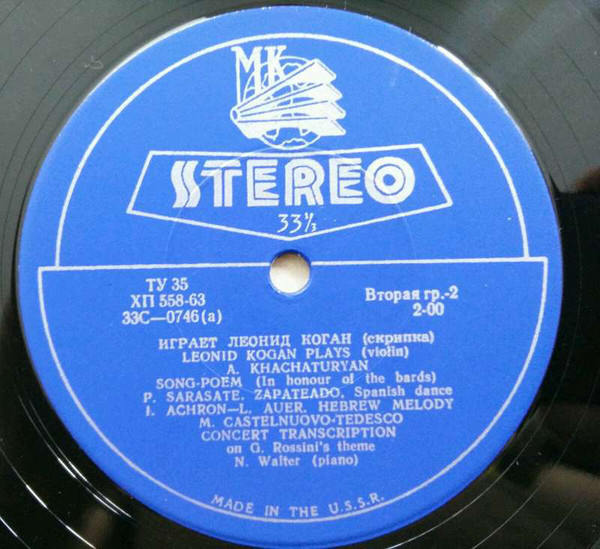 МК
STEREO
33⅓
ТУ 35
ХП 558-63
33С—0746(а)
Вторая гр.-2
2-00
ИГРАЕТ ЛЕОНИД КОГАН (скрипка)
LEONID KOGAN PLAYS (violin)
A. KHACHATURYAN
SONG-POEM (In honour of the bards)
P. SARASATE. ZAPATEADO, Spanish dance
I. ACHRON—L. AUER. HEBREW MELODY
M. CASTELNUOVO-TEDESCO
CONCERT TRANSCRIPTION
on G. Rossini's theme
N. Walter (piano)
MADE IN THE U.S.S.R.